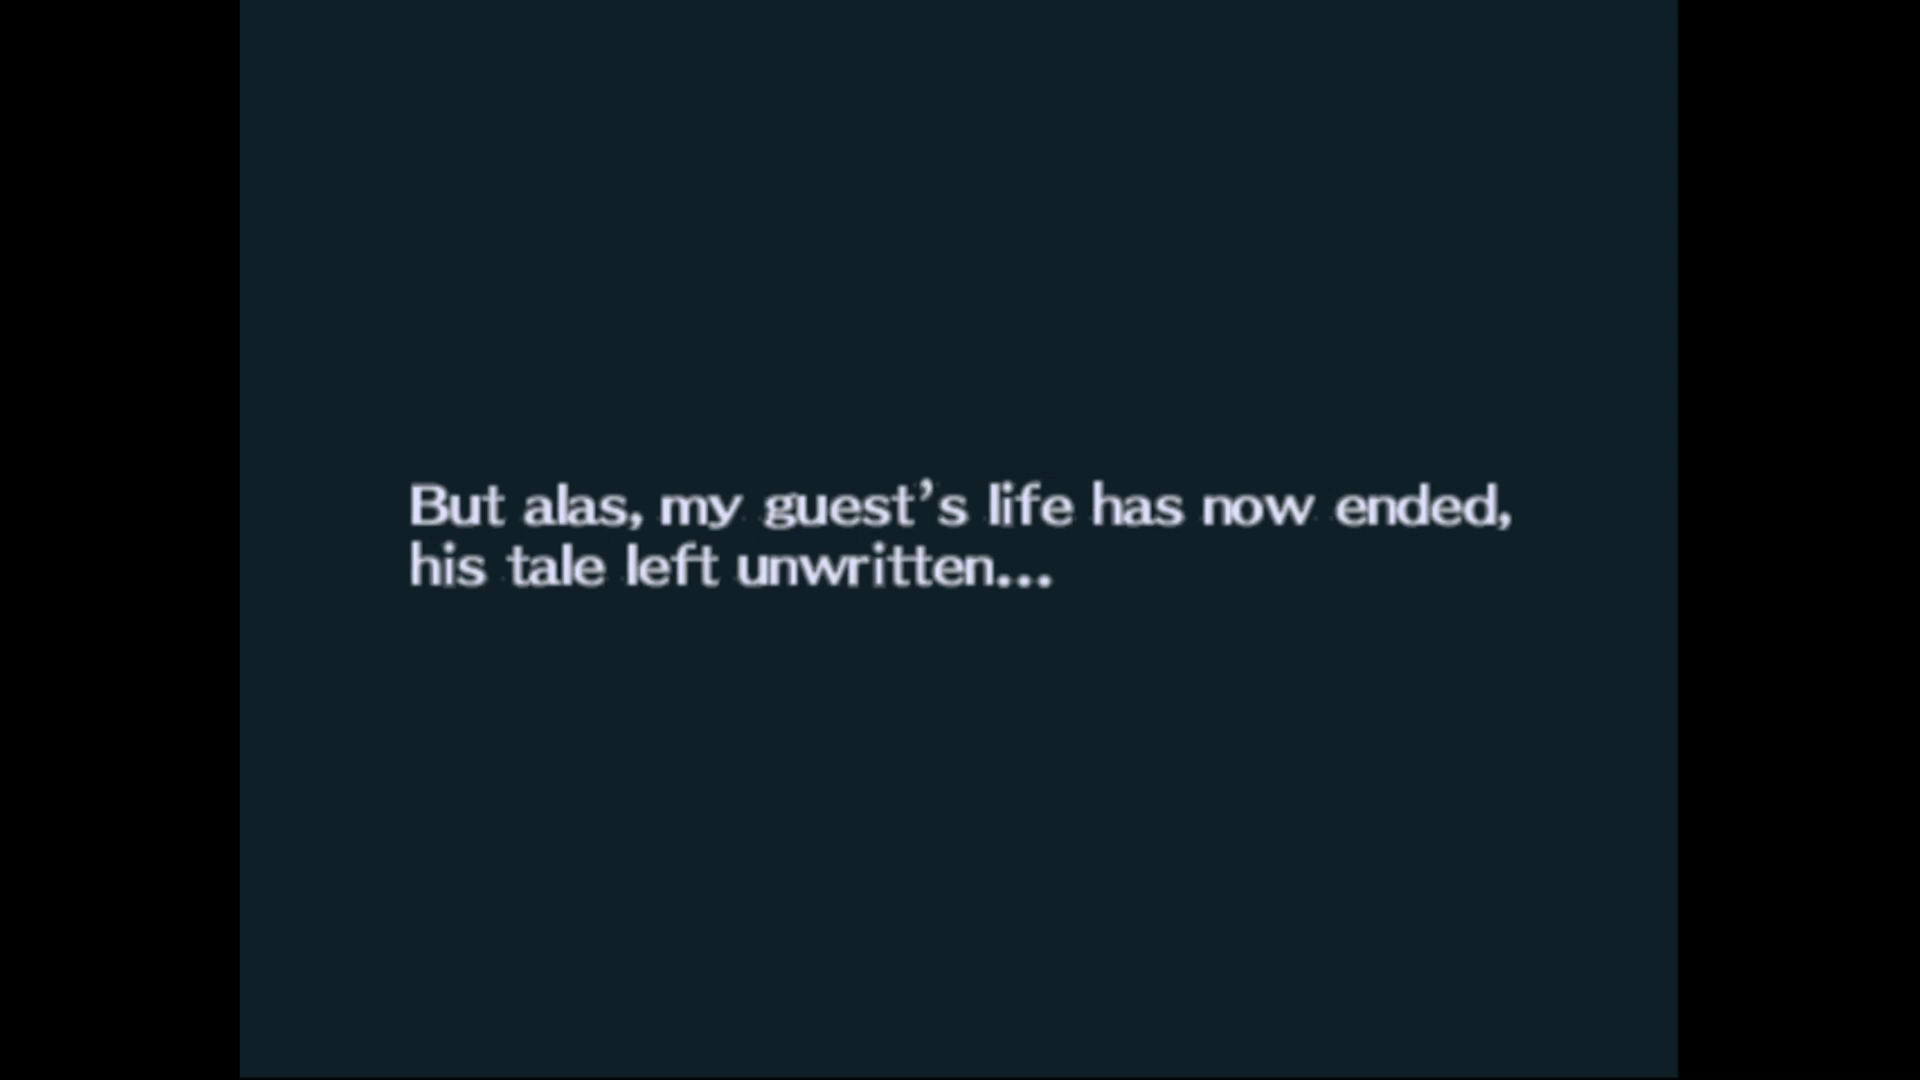 But alas, my guest’s life has now ended,
his tale left unwritten...